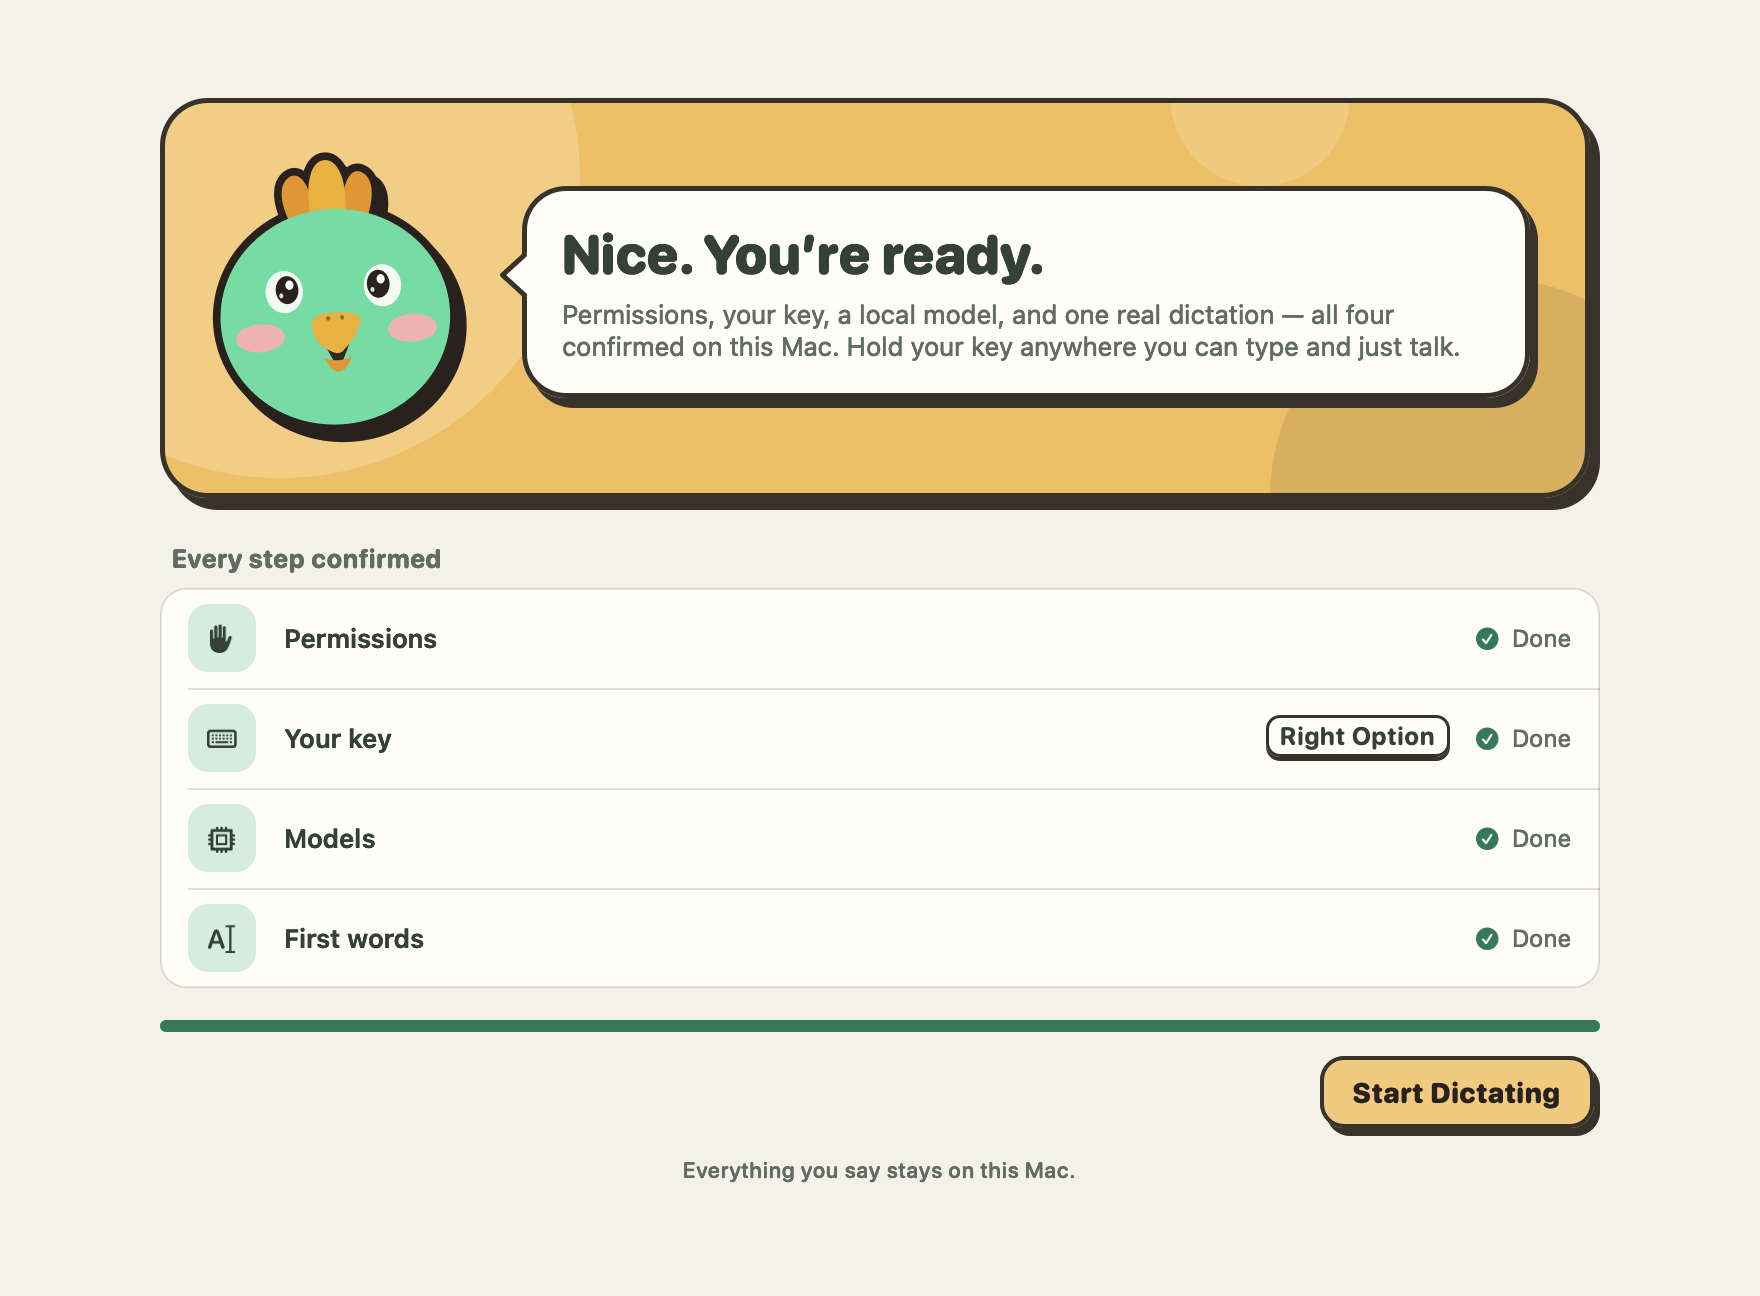 Nice. You're ready.
Permissions, your key, a local model, and one real dictation — all four
confirmed on this Mac. Hold your key anywhere you can type and just talk.
Every step confirmed
Permissions
Done
Your key
Right Option
Done
Models
Done
First words
Done
Start Dictating
Everything you say stays on this Mac.